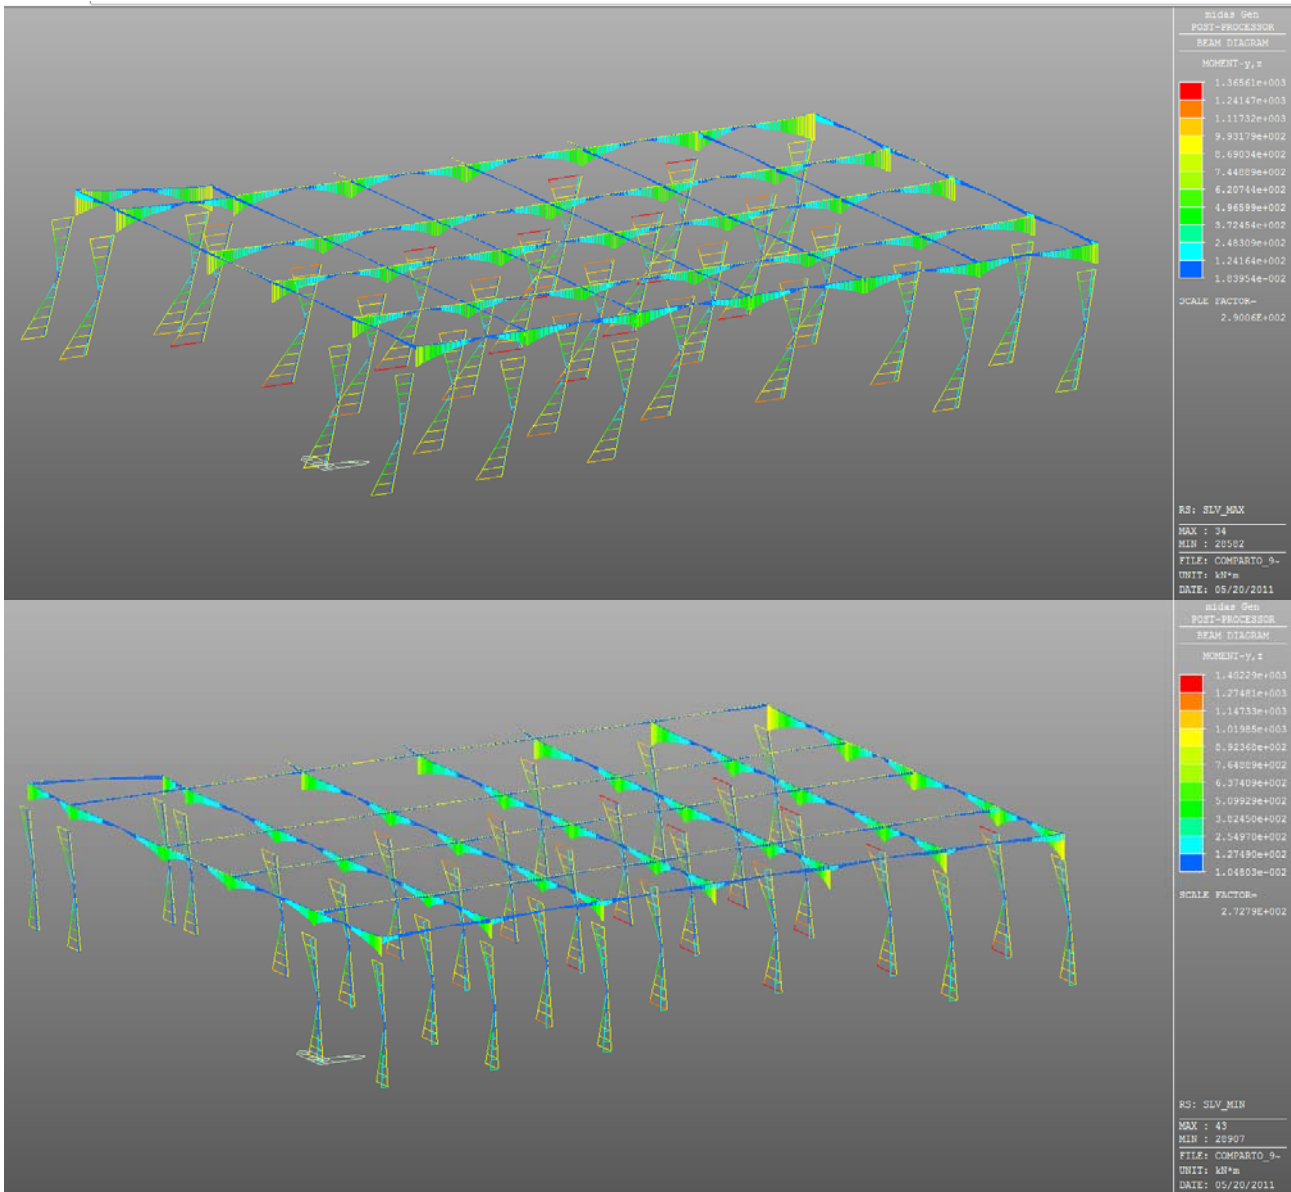 midas Gen
POST-PROCESSOR
BEAM DIAGRAM
MOMENT-y,z
1.36561e+003
1.24147e+003
1.11732e+003
9.93179e+002
8.69034e+002
7.44889e+002
6.20744e+002
4.96599e+002
3.72454e+002
2.48309e+002
1.24164e+002
1.83954e-002
SCALE FACTOR=
2.9006E+002
RS: SLV_MAX
MAX : 34
MIN : 28582
FILE: COMPARTO_9~
UNIT: kN*m
DATE: 05/20/2011
midas Gen
POST-PROCESSOR
BEAM DIAGRAM
MOMENT-y,z
1.40229e+003
1.27481e+003
1.14733e+003
1.01985e+003
8.92368e+002
7.64889e+002
6.37409e+002
5.09929e+002
3.82450e+002
2.54970e+002
1.27490e+002
1.04803e-002
SCALE FACTOR=
2.7279E+002
RS: SLV_MIN
MAX : 43
MIN : 28907
FILE: COMPARTO_9~
UNIT: kN*m
DATE: 05/20/2011